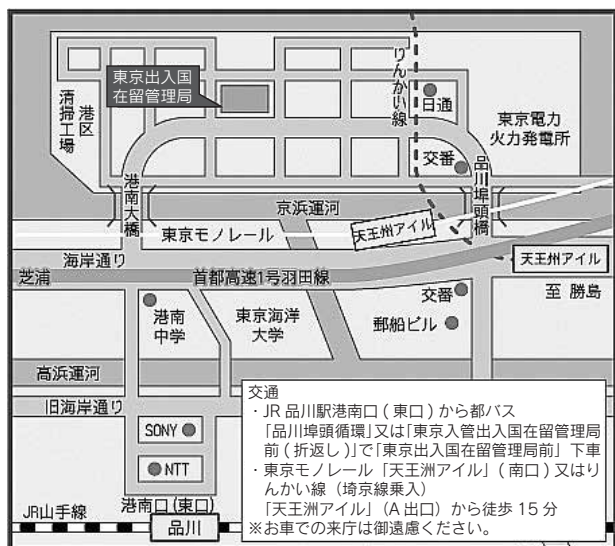 東京出入国
在留管理局
りんかい線
日通
港区
清掃工場
東京電力
火力発電所
交番
港南大橋
品川埠頭橋
京浜運河
東京モノレール
天王州アイル
海岸通り
天王州アイル
芝浦
首都高速1号羽田線
交番
至 勝島
港南
中学
東京海洋
大学
郵船ビル
高浜運河
旧海岸通り
SONY
NTT
港南口(東口)
JR山手線
品川
交通
・JR 品川駅港南口 ( 東口 ) から都バス
「品川埠頭循環」又は「東京入管出入国在留管理局
前 ( 折返し )」で「東京出入国在留管理局前」下車
・東京モノレール「天王洲アイル」( 南口 ) 又はり
んかい線（埼京線乗入）
「天王洲アイル」（A 出口）から徒歩 15 分
※お車での来庁は御遠慮ください。